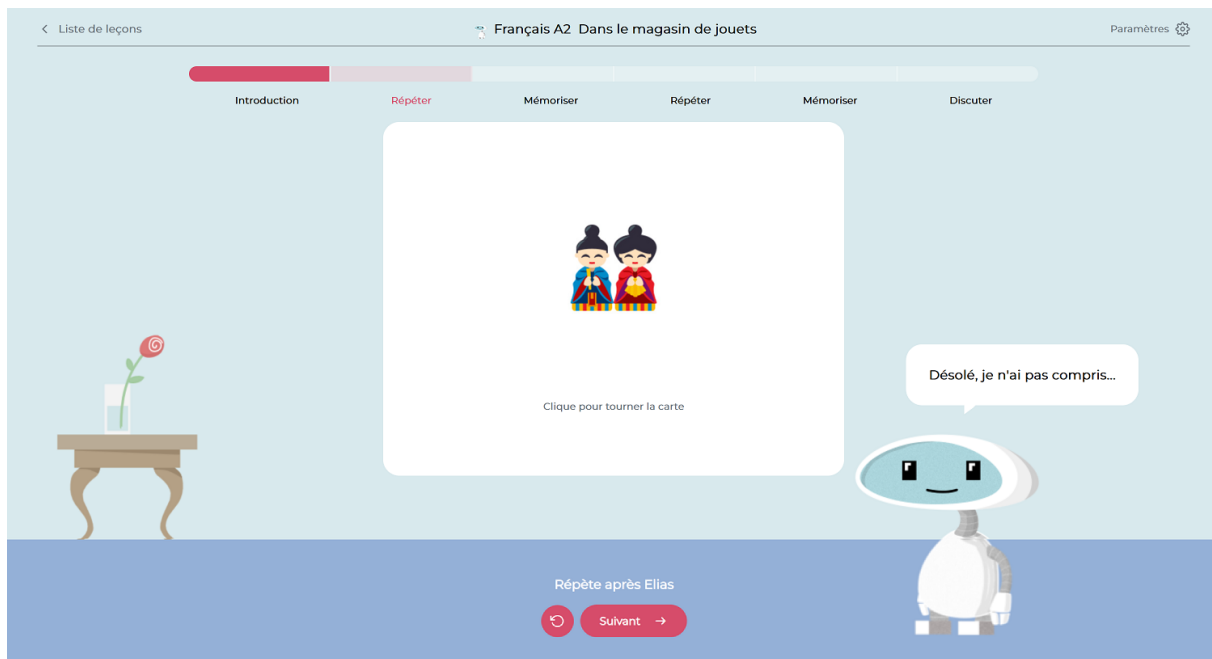 Liste de leçons
Français A2 Dans le magasin de jouets
Paramètres
Introduction
Répéter
Mémoriser
Répéter
Mémoriser
Discuter
Clique pour tourner la carte
Désolé, je n'ai pas compris...
Répète après Elias
Suivant